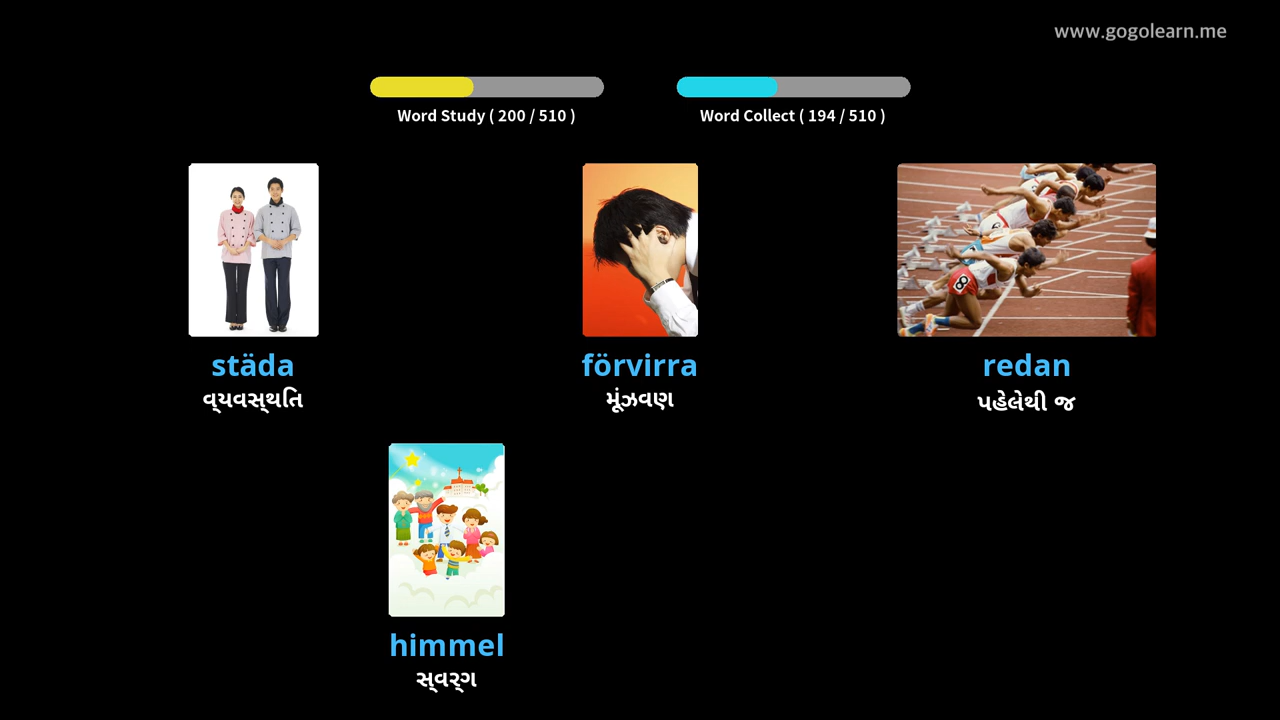 www.gogolearn.me
Word Study ( 200 / 510 )
Word Collect ( 194 / 510 )
städa
વ્યવસ્થતિ
förvirra
મૂંઝવણ
redan
પહેલેથી જ
himmel
સ્વર્ગ